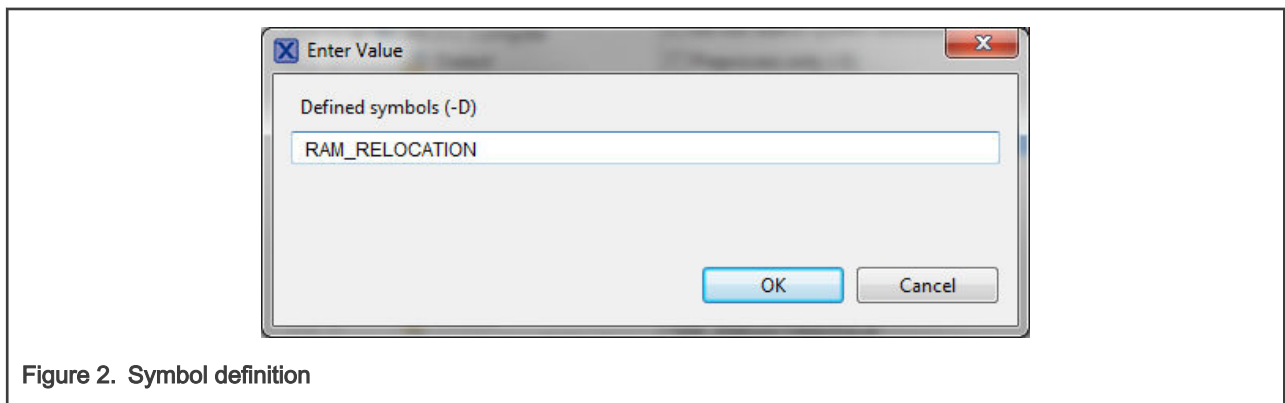 Enter Value
Defined symbols (-D)
RAM_RELOCATION
OK
Cancel
Figure 2. Symbol definition